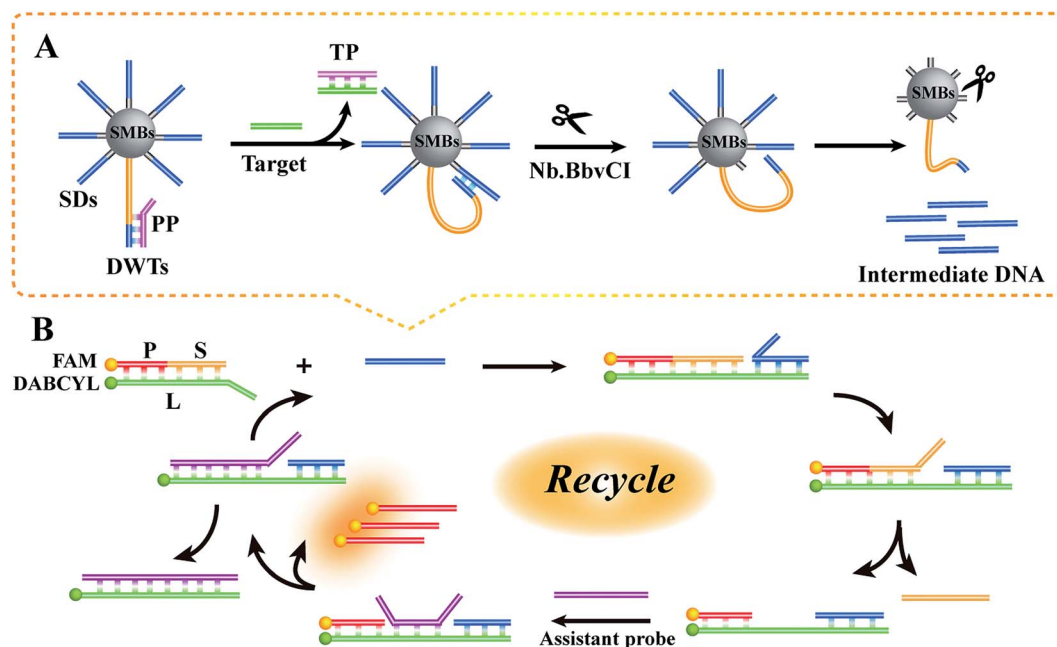 A
TP
SMBs
SMBs
SMBs
SMBs
Target
Nb.BbvCI
SDs
PP
DWTs
Intermediate DNA
B
P S
FAM
DABCYL
+
L
Recycle
Assistant probe